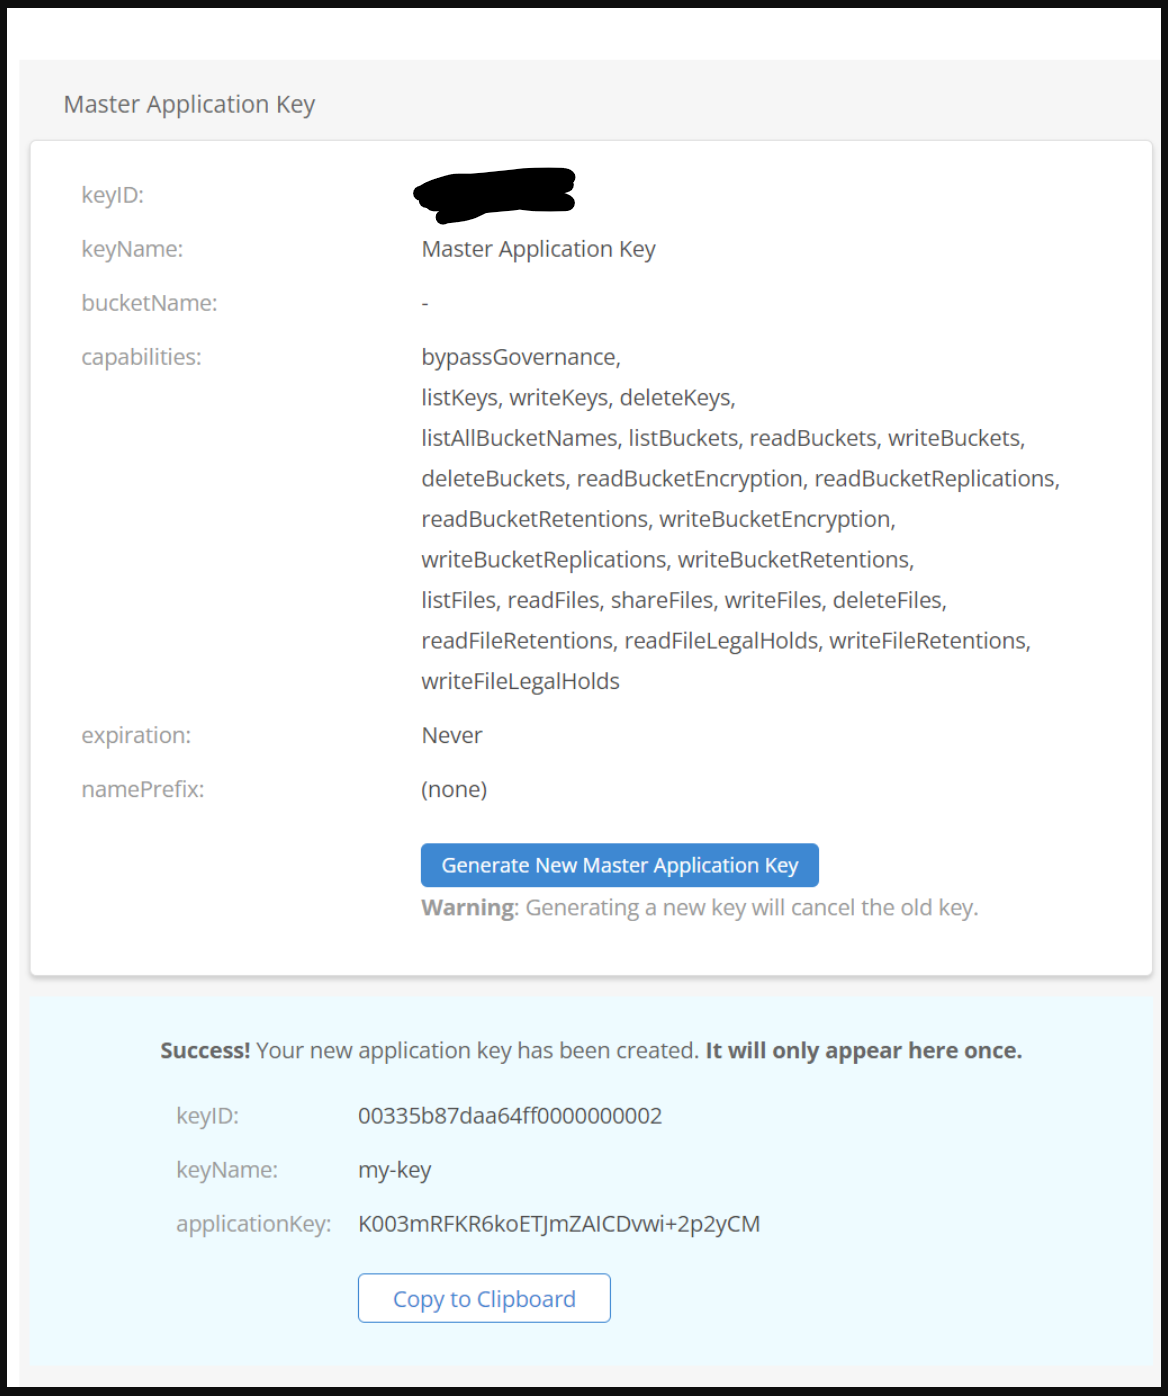 Master Application Key
keyID:
keyName: Master Application Key
bucketName: -
capabilities: bypassGovernance,
listKeys, writeKeys, deleteKeys,
listAllBucketNames, listBuckets, readBuckets, writeBuckets,
deleteBuckets, readBucketEncryption, readBucketReplications,
readBucketRetentions, writeBucketEncryption,
writeBucketReplications, writeBucketRetentions,
listFiles, readFiles, shareFiles, writeFiles, deleteFiles,
readFileRetentions, readFileLegalHolds, writeFileRetentions,
writeFileLegalHolds
expiration: Never
namePrefix: (none)
Generate New Master Application Key
Warning: Generating a new key will cancel the old key.
Success! Your new application key has been created. It will only appear here once.
keyID: 00335b87daa64ff0000000002
keyName: my-key
applicationKey: K003mRFKR6koETJmZAICDvwi+2p2yCM
Copy to Clipboard